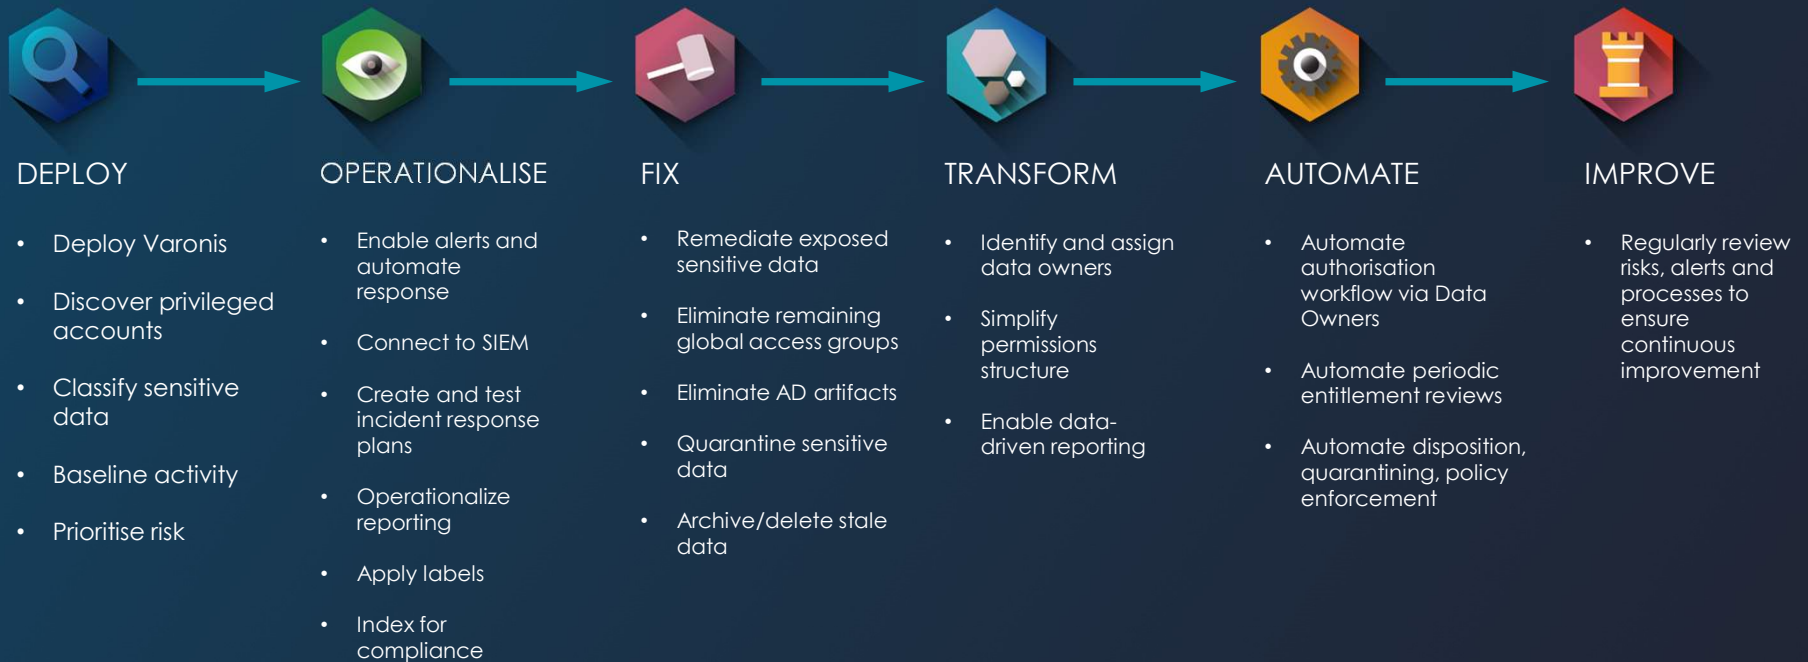 DEPLOY
• Deploy Varonis
• Discover privileged
accounts
• Classify sensitive
data
• Baseline activity
• Prioritise risk
OPERATIONALISE
• Enable alerts and
automate
response
• Connect to SIEM
• Create and test
incident response
plans
• Operationalize
reporting
• Apply labels
• Index for
compliance
FIX
• Remediate exposed
sensitive data
• Eliminate remaining
global access groups
• Eliminate AD artifacts
• Quarantine sensitive
data
• Archive/delete stale
data
TRANSFORM
• Identify and assign
data owners
• Simplify
permissions
structure
• Enable data-
driven reporting
AUTOMATE
• Automate
authorisation
workflow via Data
Owners
• Automate periodic
entitlement reviews
• Automate disposition,
quarantining, policy
enforcement
IMPROVE
• Regularly review
risks, alerts and
processes to
ensure
continuous
improvement